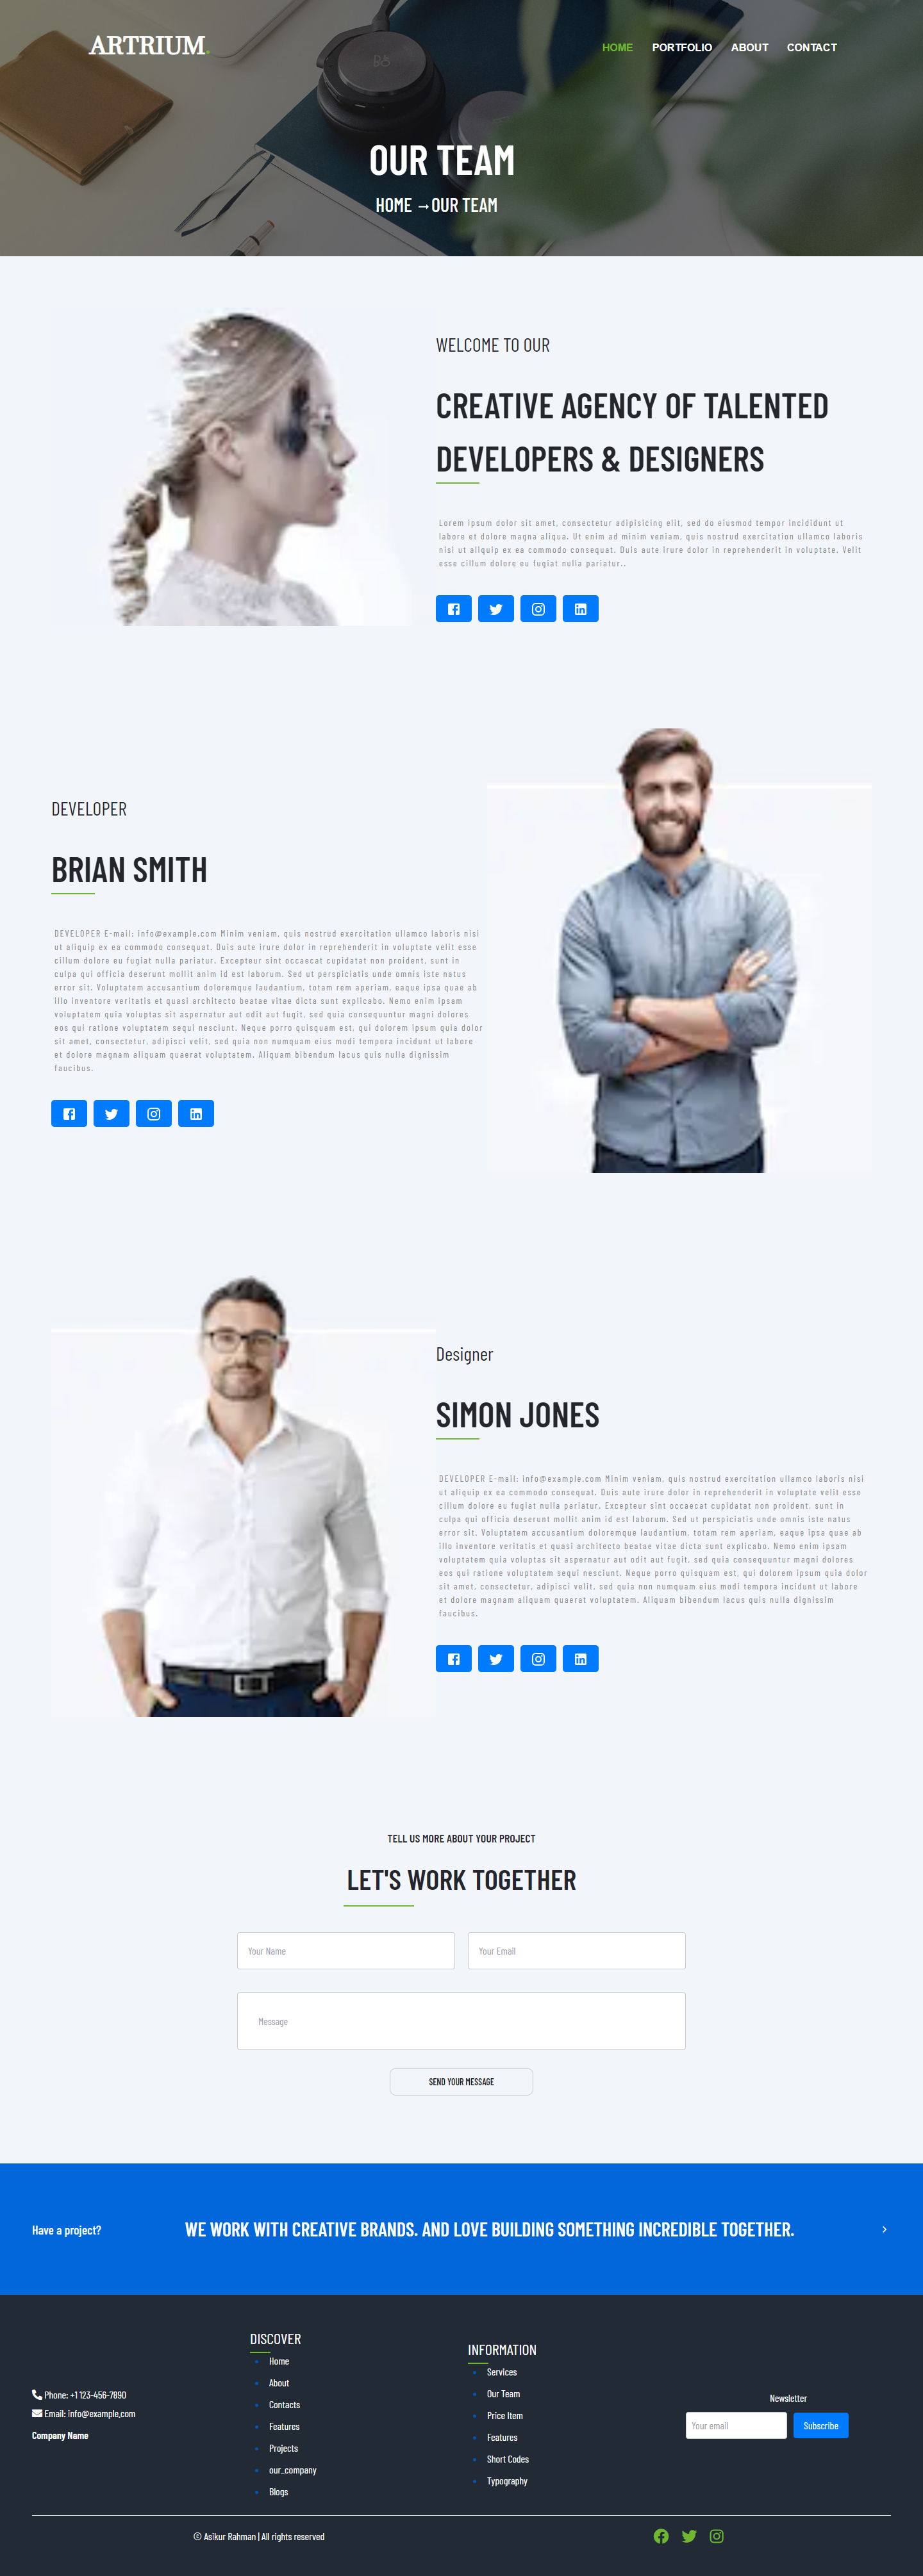 ARTRIUM.
HOME PORTFOLIO ABOUT CONTACT
OUR TEAM
HOME →OUR TEAM
WELCOME TO OUR
CREATIVE AGENCY OF TALENTED
DEVELOPERS & DESIGNERS
Lorem ipsum dolor sit amet, consectetur adipisicing elit, sed do eiusmod tempor incididunt ut
labore et dolore magna aliqua. Ut enim ad minim veniam, quis nostrud exercitation ullamco laboris
nisi ut aliquip ex ea commodo consequat. Duis aute irure dolor in reprehenderit in voluptate. Velit
esse cillum dolore eu fugiat nulla pariatur..
DEVELOPER
BRIAN SMITH
DEVELOPER E-mail: info@example.com Minim veniam, quis nostrud exercitation ullamco laboris nisi
ut aliquip ex ea commodo consequat. Duis aute irure dolor in reprehenderit in voluptate velit esse
cillum dolore eu fugiat nulla pariatur. Excepteur sint occaecat cupidatat non proident, sunt in
culpa qui officia deserunt mollit anim id est laborum. Sed ut perspiciatis unde omnis iste natus
error sit. Voluptatem accusantium doloremque laudantium, totam rem aperiam, eaque ipsa quae ab
illo inventore veritatis et quasi architecto beatae vitae dicta sunt explicabo. Nemo enim ipsam
voluptatem quia voluptas sit aspernatur aut odit aut fugit, sed quia consequuntur magni dolores
eos qui ratione voluptatem sequi nesciunt. Neque porro quisquam est, qui dolorem ipsum quia dolor
sit amet, consectetur, adipisci velit, sed quia non numquam eius modi tempora incidunt ut labore
et dolore magnam aliquam quaerat voluptatem. Aliquam bibendum lacus quis nulla dignissim
faucibus.
Designer
SIMON JONES
DEVELOPER E-mail: info@example.com Minim veniam, quis nostrud exercitation ullamco laboris nisi
ut aliquip ex ea commodo consequat. Duis aute irure dolor in reprehenderit in voluptate velit esse
cillum dolore eu fugiat nulla pariatur. Excepteur sint occaecat cupidatat non proident, sunt in
culpa qui officia deserunt mollit anim id est laborum. Sed ut perspiciatis unde omnis iste natus
error sit. Voluptatem accusantium doloremque laudantium, totam rem aperiam, eaque ipsa quae ab
illo inventore veritatis et quasi architecto beatae vitae dicta sunt explicabo. Nemo enim ipsam
voluptatem quia voluptas sit aspernatur aut odit aut fugit, sed quia consequuntur magni dolores
eos qui ratione voluptatem sequi nesciunt. Neque porro quisquam est, qui dolorem ipsum quia dolor
sit amet, consectetur, adipisci velit, sed quia non numquam eius modi tempora incidunt ut labore
et dolore magnam aliquam quaerat voluptatem. Aliquam bibendum lacus quis nulla dignissim
faucibus.
TELL US MORE ABOUT YOUR PROJECT
LET'S WORK TOGETHER
Your Name
Your Email
Message
SEND YOUR MESSAGE
Have a project?
WE WORK WITH CREATIVE BRANDS. AND LOVE BUILDING SOMETHING INCREDIBLE TOGETHER.
Phone: +1 123-456-7890
Email: info@example.com
Company Name
DISCOVER
Home
About
Contacts
Features
Projects
our_company
Blogs
INFORMATION
Services
Our Team
Price Item
Features
Short Codes
Typography
Newsletter
Your email
Subscribe
© Asikur Rahman | All rights reserved